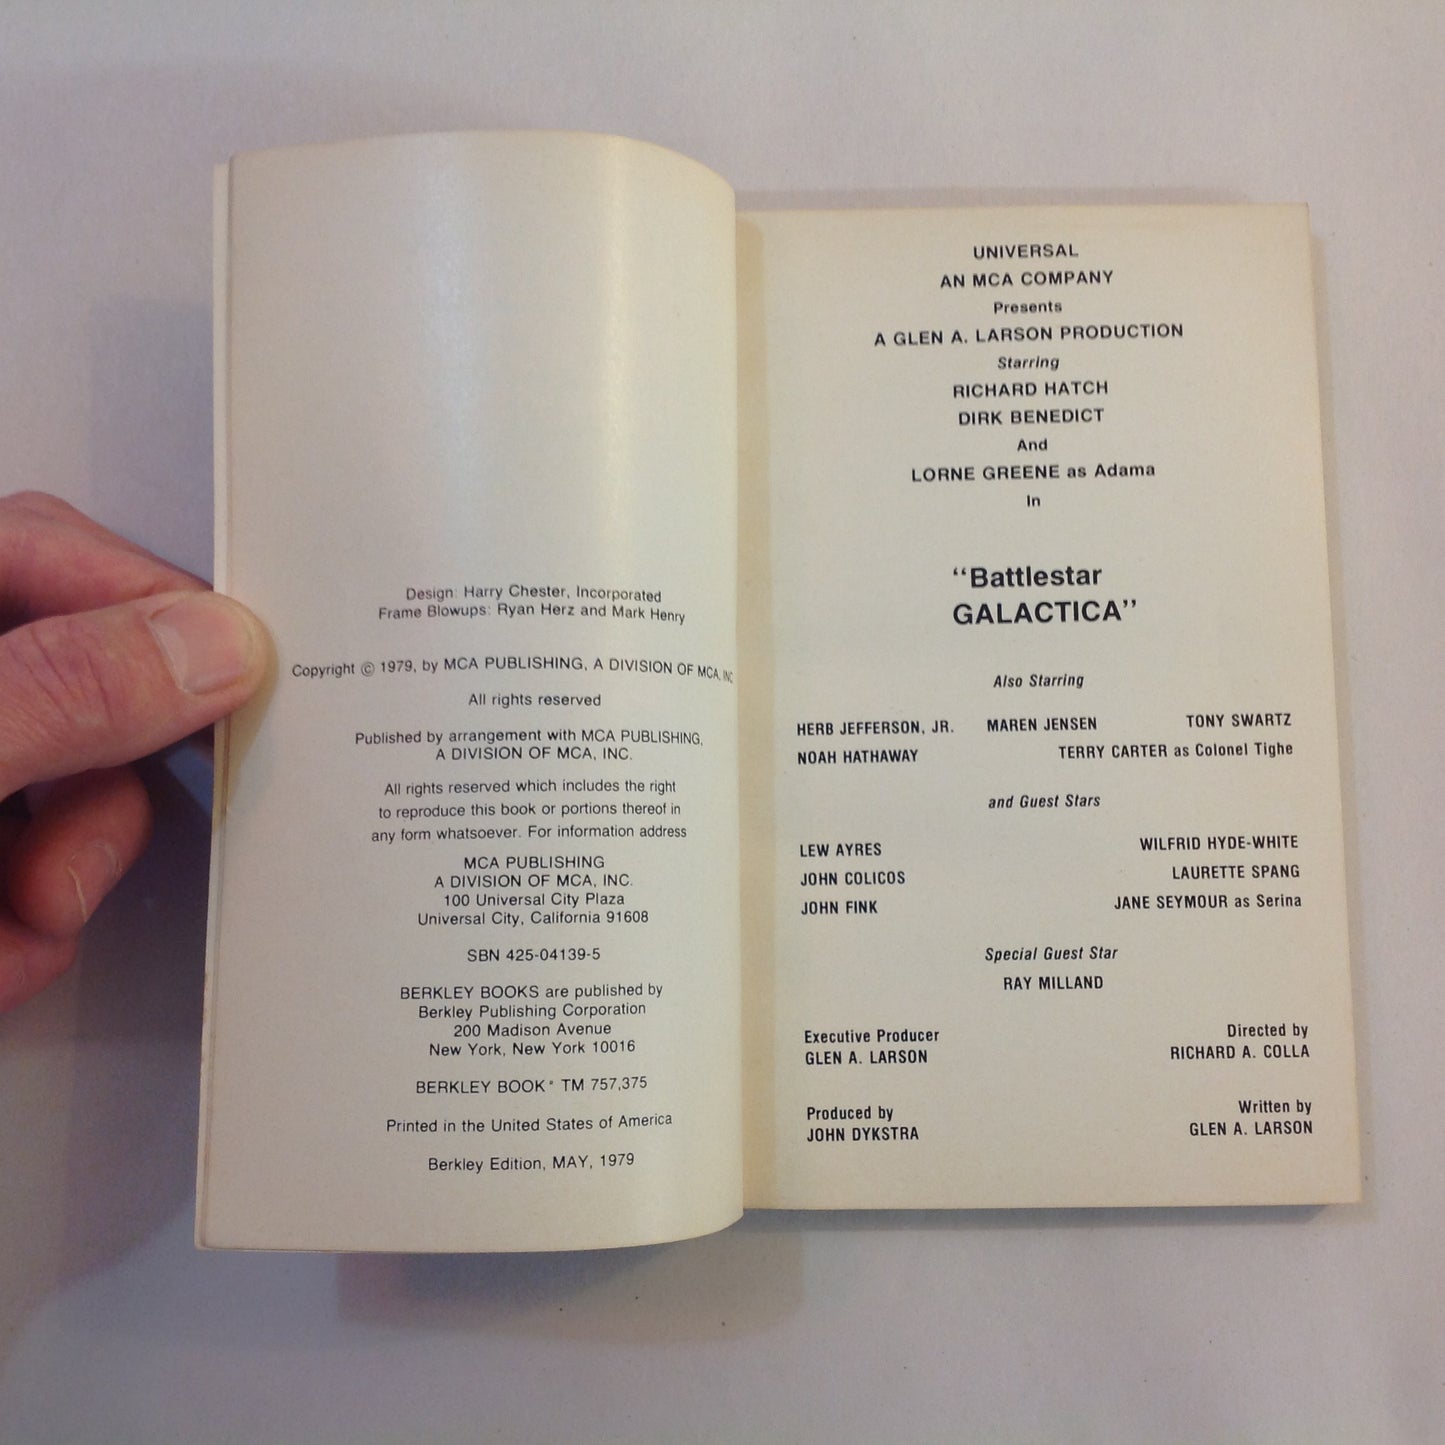 Design: Harry Chester, Incorporated
Frame Blowups: Ryan Herz and Mark Henry
Copyright © 1979, by MCA PUBLISHING, A DIVISION OF MCA, INC
All rights reserved
Published by arrangement with MCA PUBLISHING,
A DIVISION OF MCA, INC.
All rights reserved which includes the right
to reproduce this book or portions thereof in
any form whatsoever. For information address
MCA PUBLISHING
A DIVISION OF MCA, INC.
100 Universal City Plaza
Universal City, California 91608
SBN 425-04139-5
BERKLEY BOOKS are published by
Berkley Publishing Corporation
200 Madison Avenue
New York, New York 10016
BERKLEY BOOK® TM 757,375
Printed in the United States of America
Berkley Edition, MAY, 1979
UNIVERSAL
AN MCA COMPANY
Presents
A GLEN A. LARSON PRODUCTION
Starring
RICHARD HATCH
DIRK BENEDICT
And
LORNE GREENE as Adama
In
“Battlestar
GALACTICA”
Also Starring
HERB JEFFERSON, JR. MAREN JENSEN TONY SWARTZ
NOAH HATHAWAY TERRY CARTER as Colonel Tighe
and Guest Stars
LEW AYRES WILFRID HYDE-WHITE
JOHN COLICOS LAURETTE SPANG
JOHN FINK JANE SEYMOUR as Serina
Special Guest Star
RAY MILLAND
Executive Producer Directed by
GLEN A. LARSON RICHARD A. COLLA
Produced by Written by
JOHN DYKSTRA GLEN A. LARSON